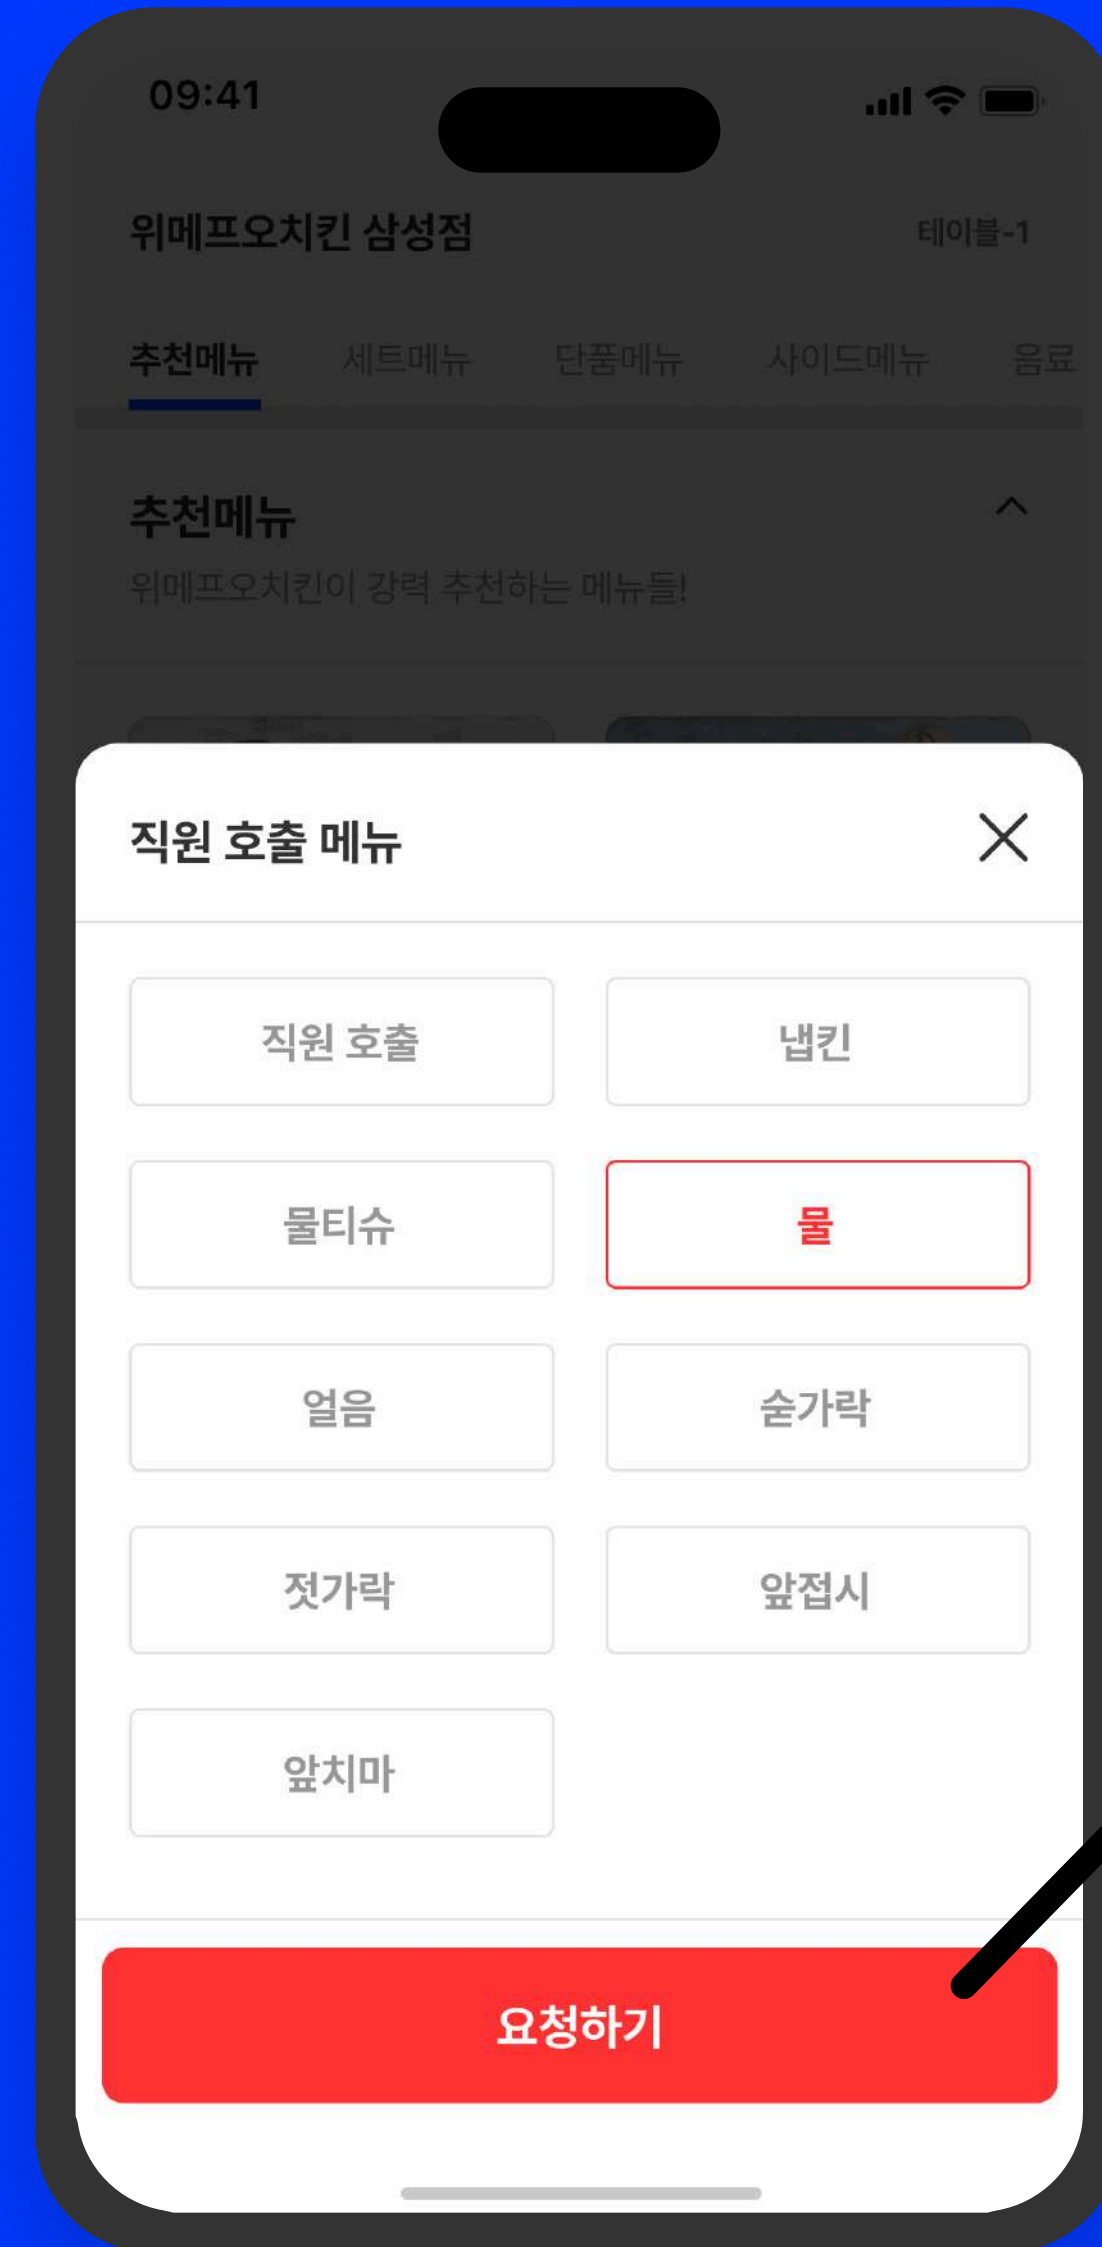 09:41
위메프오치킨 삼성점 테이블-1
추천메뉴 세트메뉴 단품메뉴 사이드메뉴 음료
추천메뉴
위메프오치킨이 강력 추천하는 메뉴들!
직원 호출 메뉴
직원 호출 냅킨
물티슈 물
얼음 숟가락
젓가락 앞접시
앞치마
요청하기